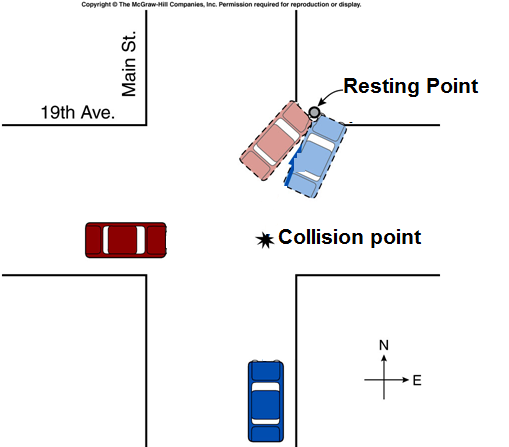 Copyright © The McGraw-Hill Companies, Inc. Permission required for reproduction or display.
Main St.
Resting Point
19th Ave.
Collision point
N
E